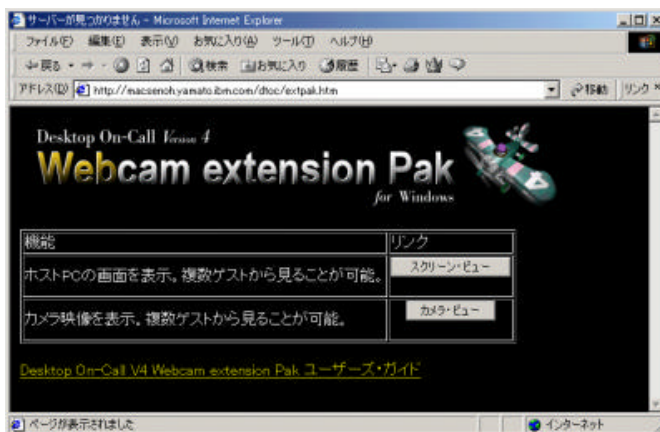 サーバーが見つかりません - Microsoft Internet Explorer
ファイル(F) 編集(E) 表示(V) お気に入り(A) ツール(T) ヘルプ(H)
戻る 検索 お気に入り 履歴
アドレス(D) http://macsenoh.yamato.ibm.com/dtoc/extpak.htm 移動 リンク
Desktop On-Call Version 4
Webcam extension Pak
for Windows
機能 リンク
ホストPCの画面を表示。複数ゲストから見ることが可能。 スクリーン・ビュー
カメラ映像を表示。複数ゲストから見ることが可能。 カメラ・ビュー
Desktop On-Call V4 Webcam extension Pak ユーザーズ・ガイド
ページが表示されました インターネット